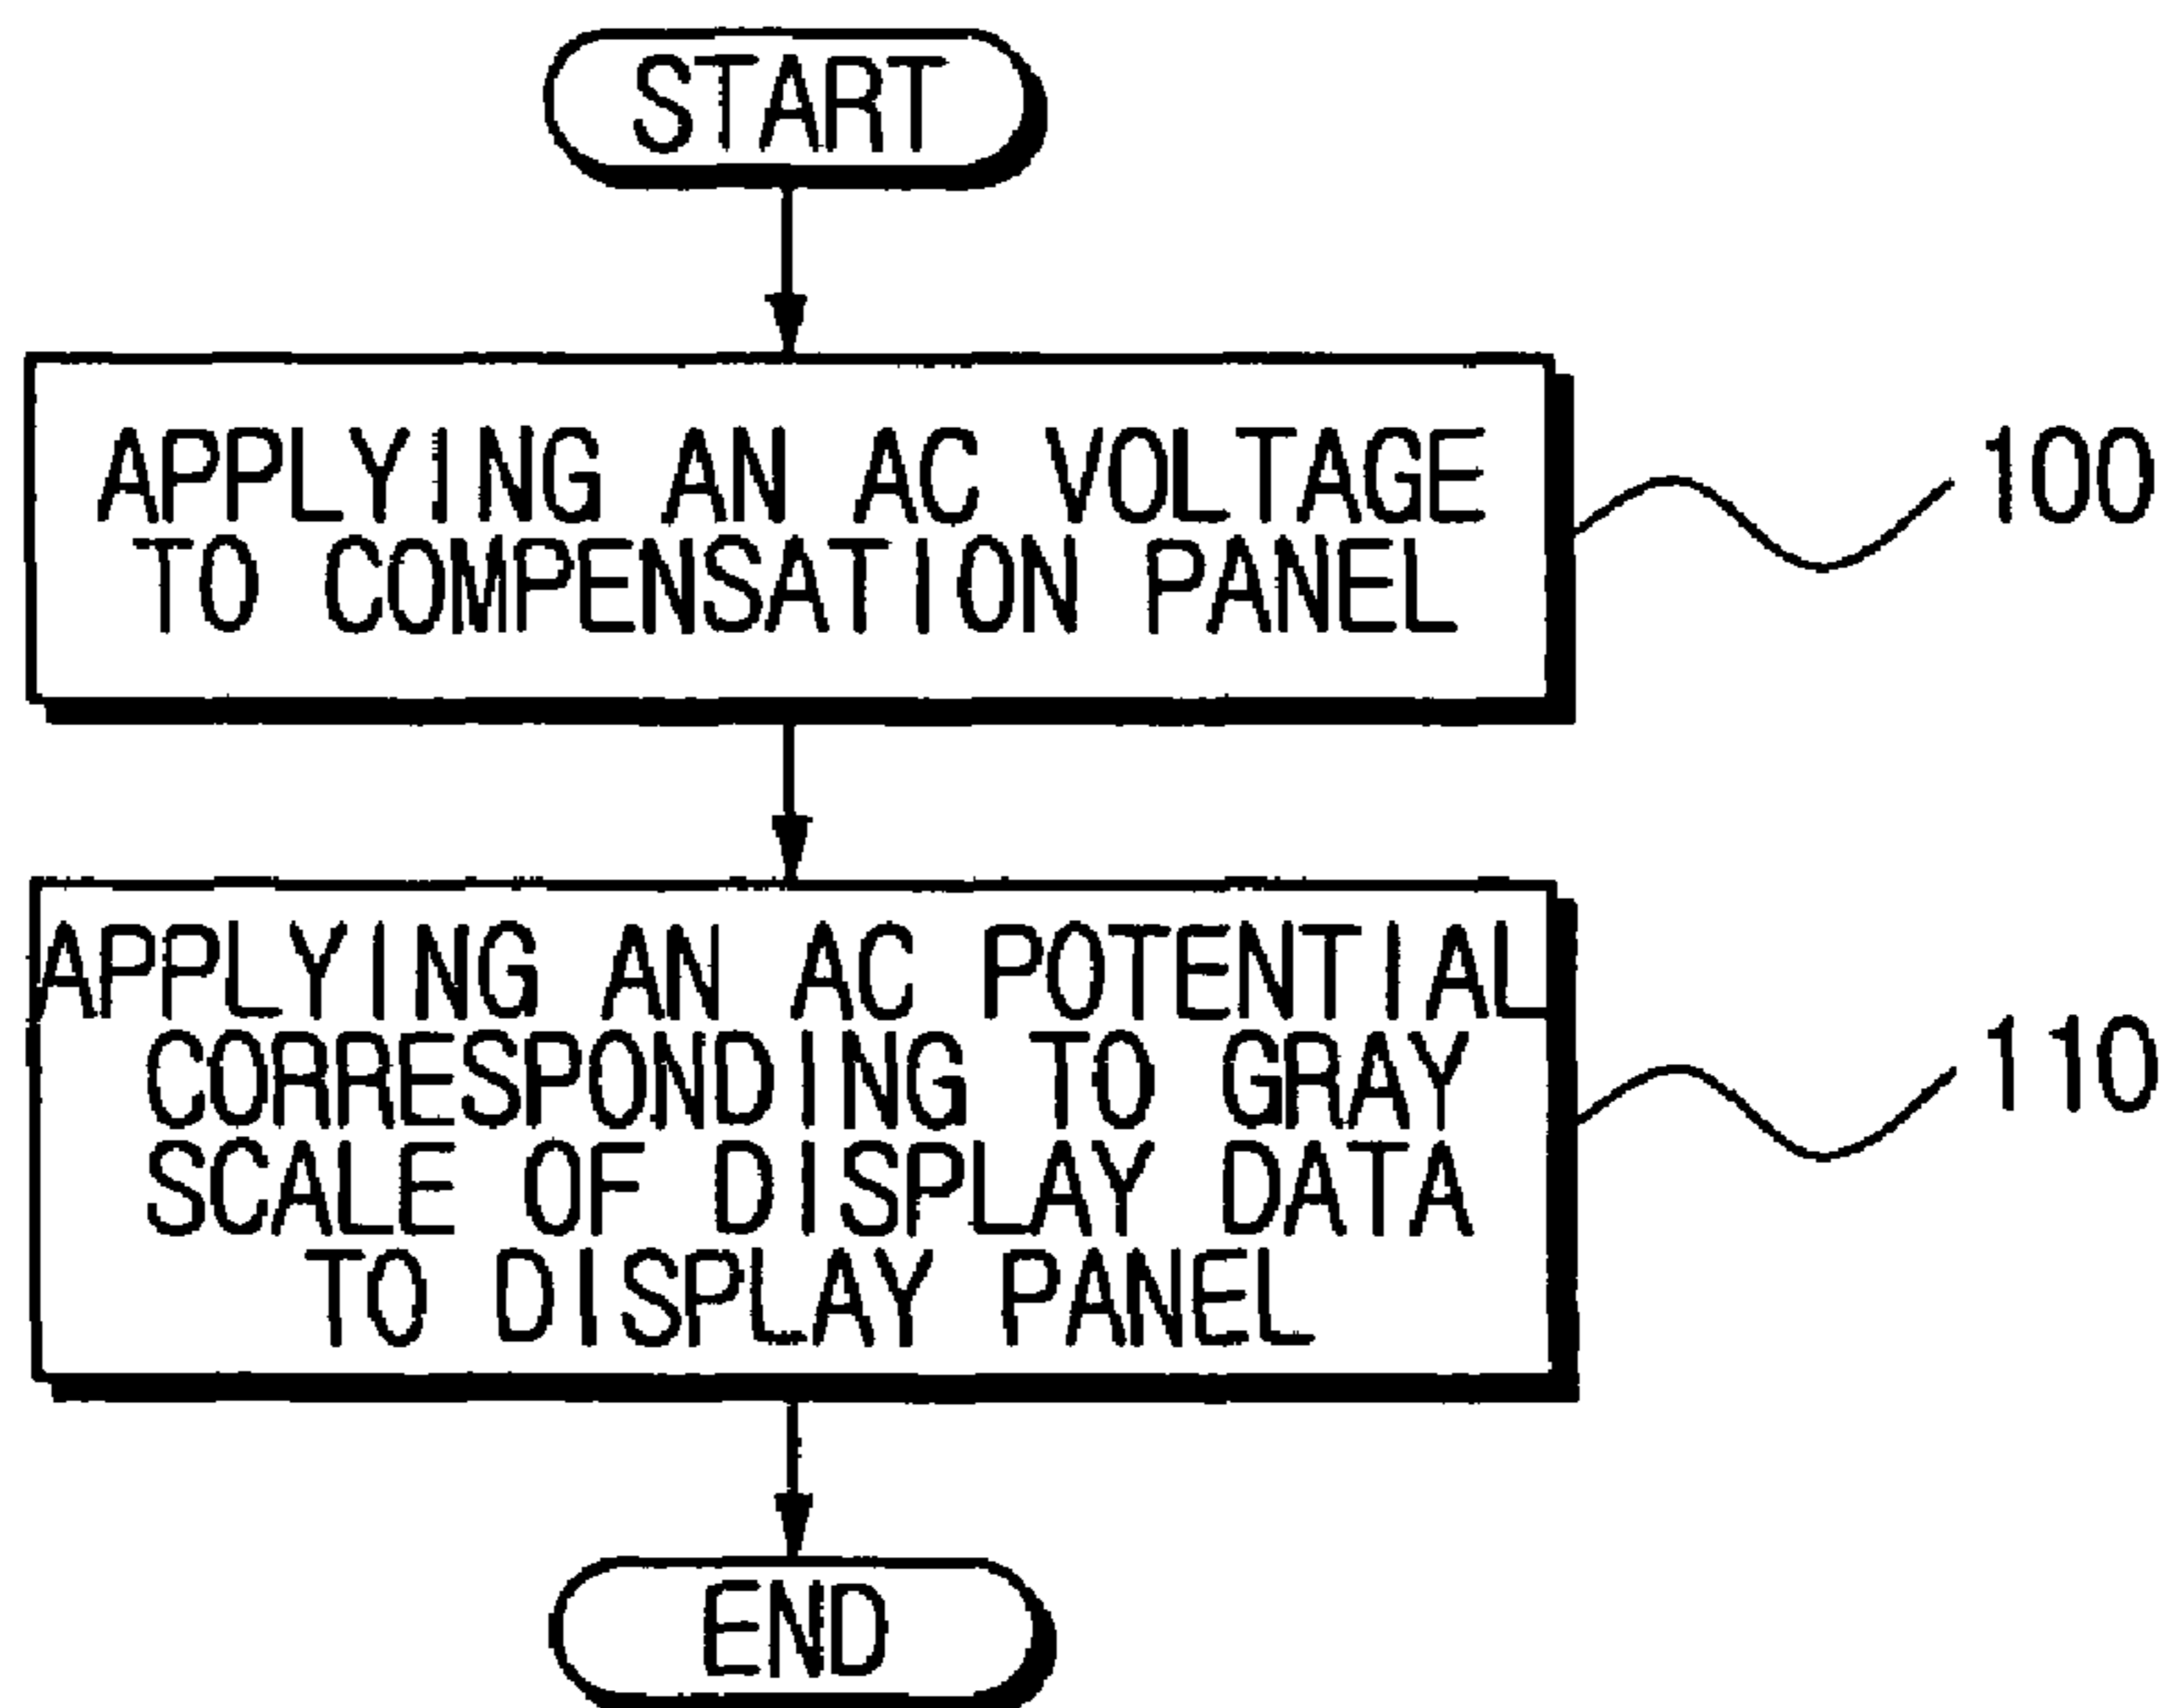 START
APPLYING AN AC VOLTAGE
TO COMPENSATION PANEL
100
APPLYING AN AC POTENTIAL
CORRESPONDING TO GRAY
SCALE OF DISPLAY DATA
TO DISPLAY PANEL
110
END